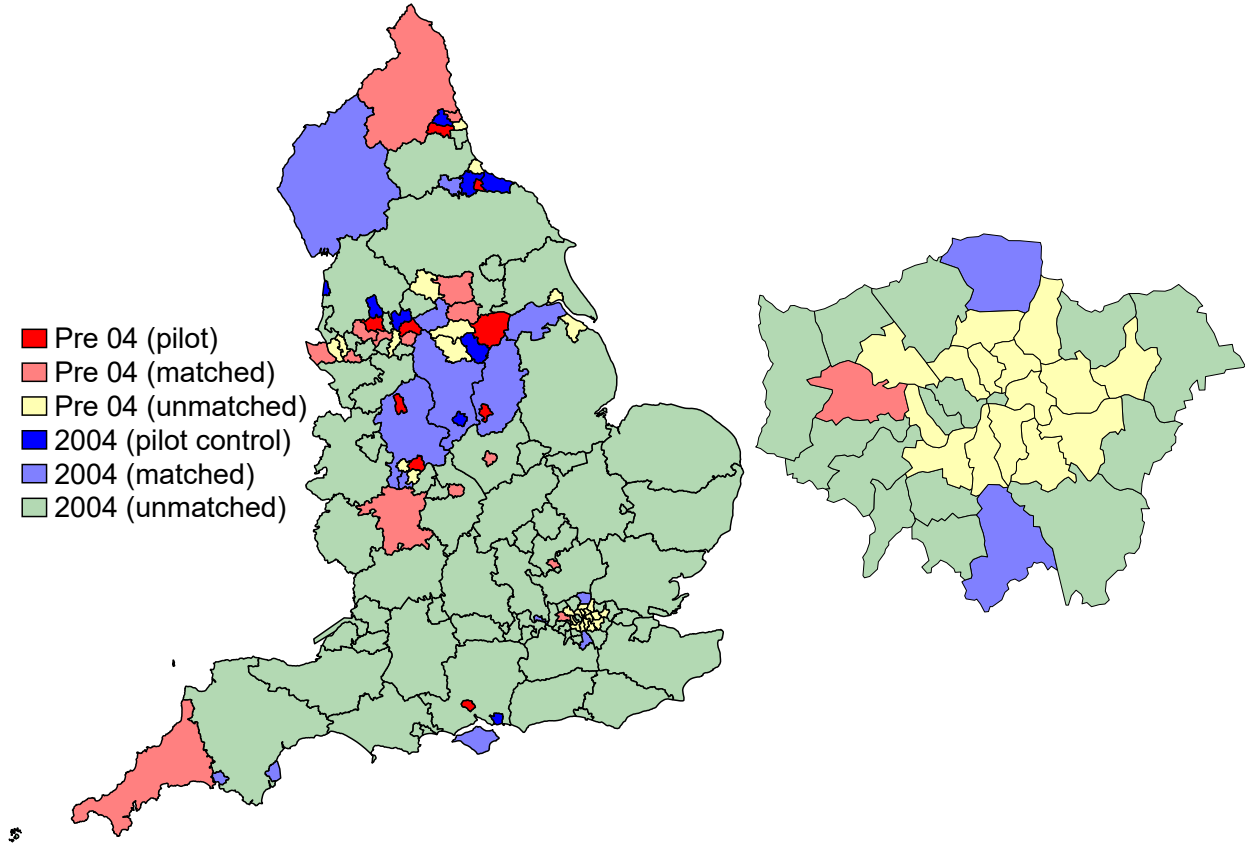 Pre 04 (pilot)
Pre 04 (matched)
Pre 04 (unmatched)
2004 (pilot control)
2004 (matched)
2004 (unmatched)